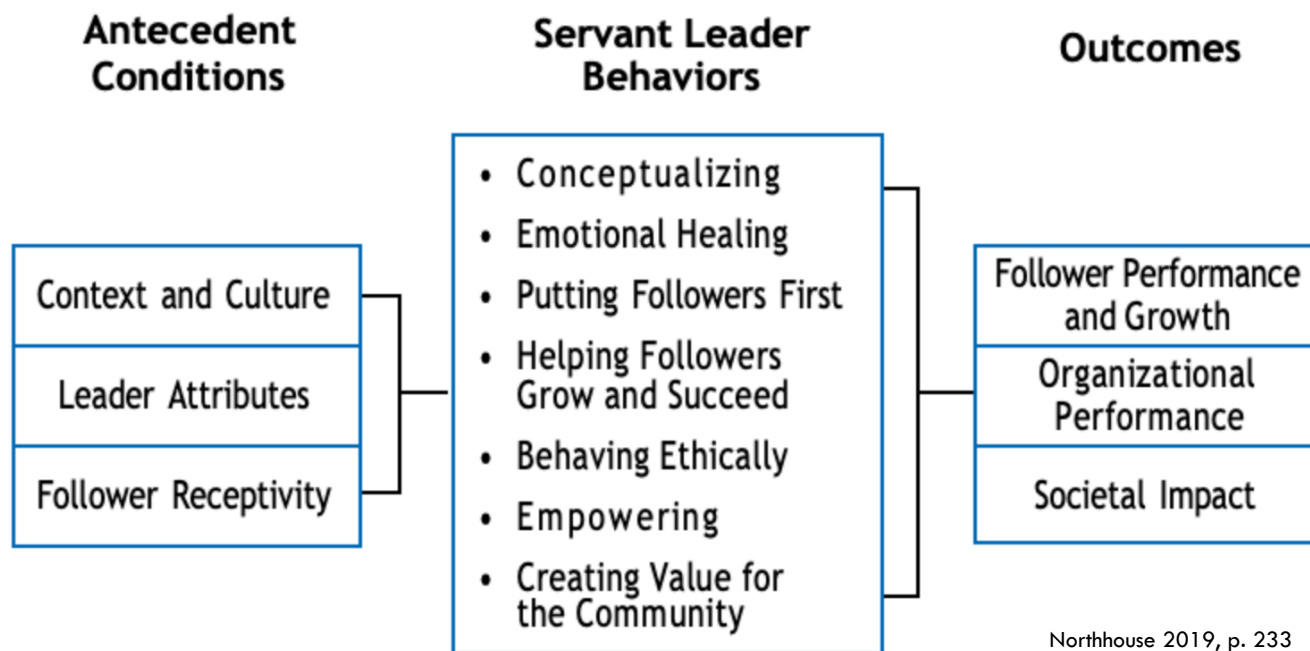 Antecedent
Conditions
Servant Leader
Behaviors
Outcomes
Context and Culture
Leader Attributes
Follower Receptivity
• Conceptualizing
• Emotional Healing
• Putting Followers First
• Helping Followers
Grow and Succeed
• Behaving Ethically
• Empowering
• Creating Value for
the Community
Follower Performance
and Growth
Organizational
Performance
Societal Impact
Northhouse 2019, p. 233